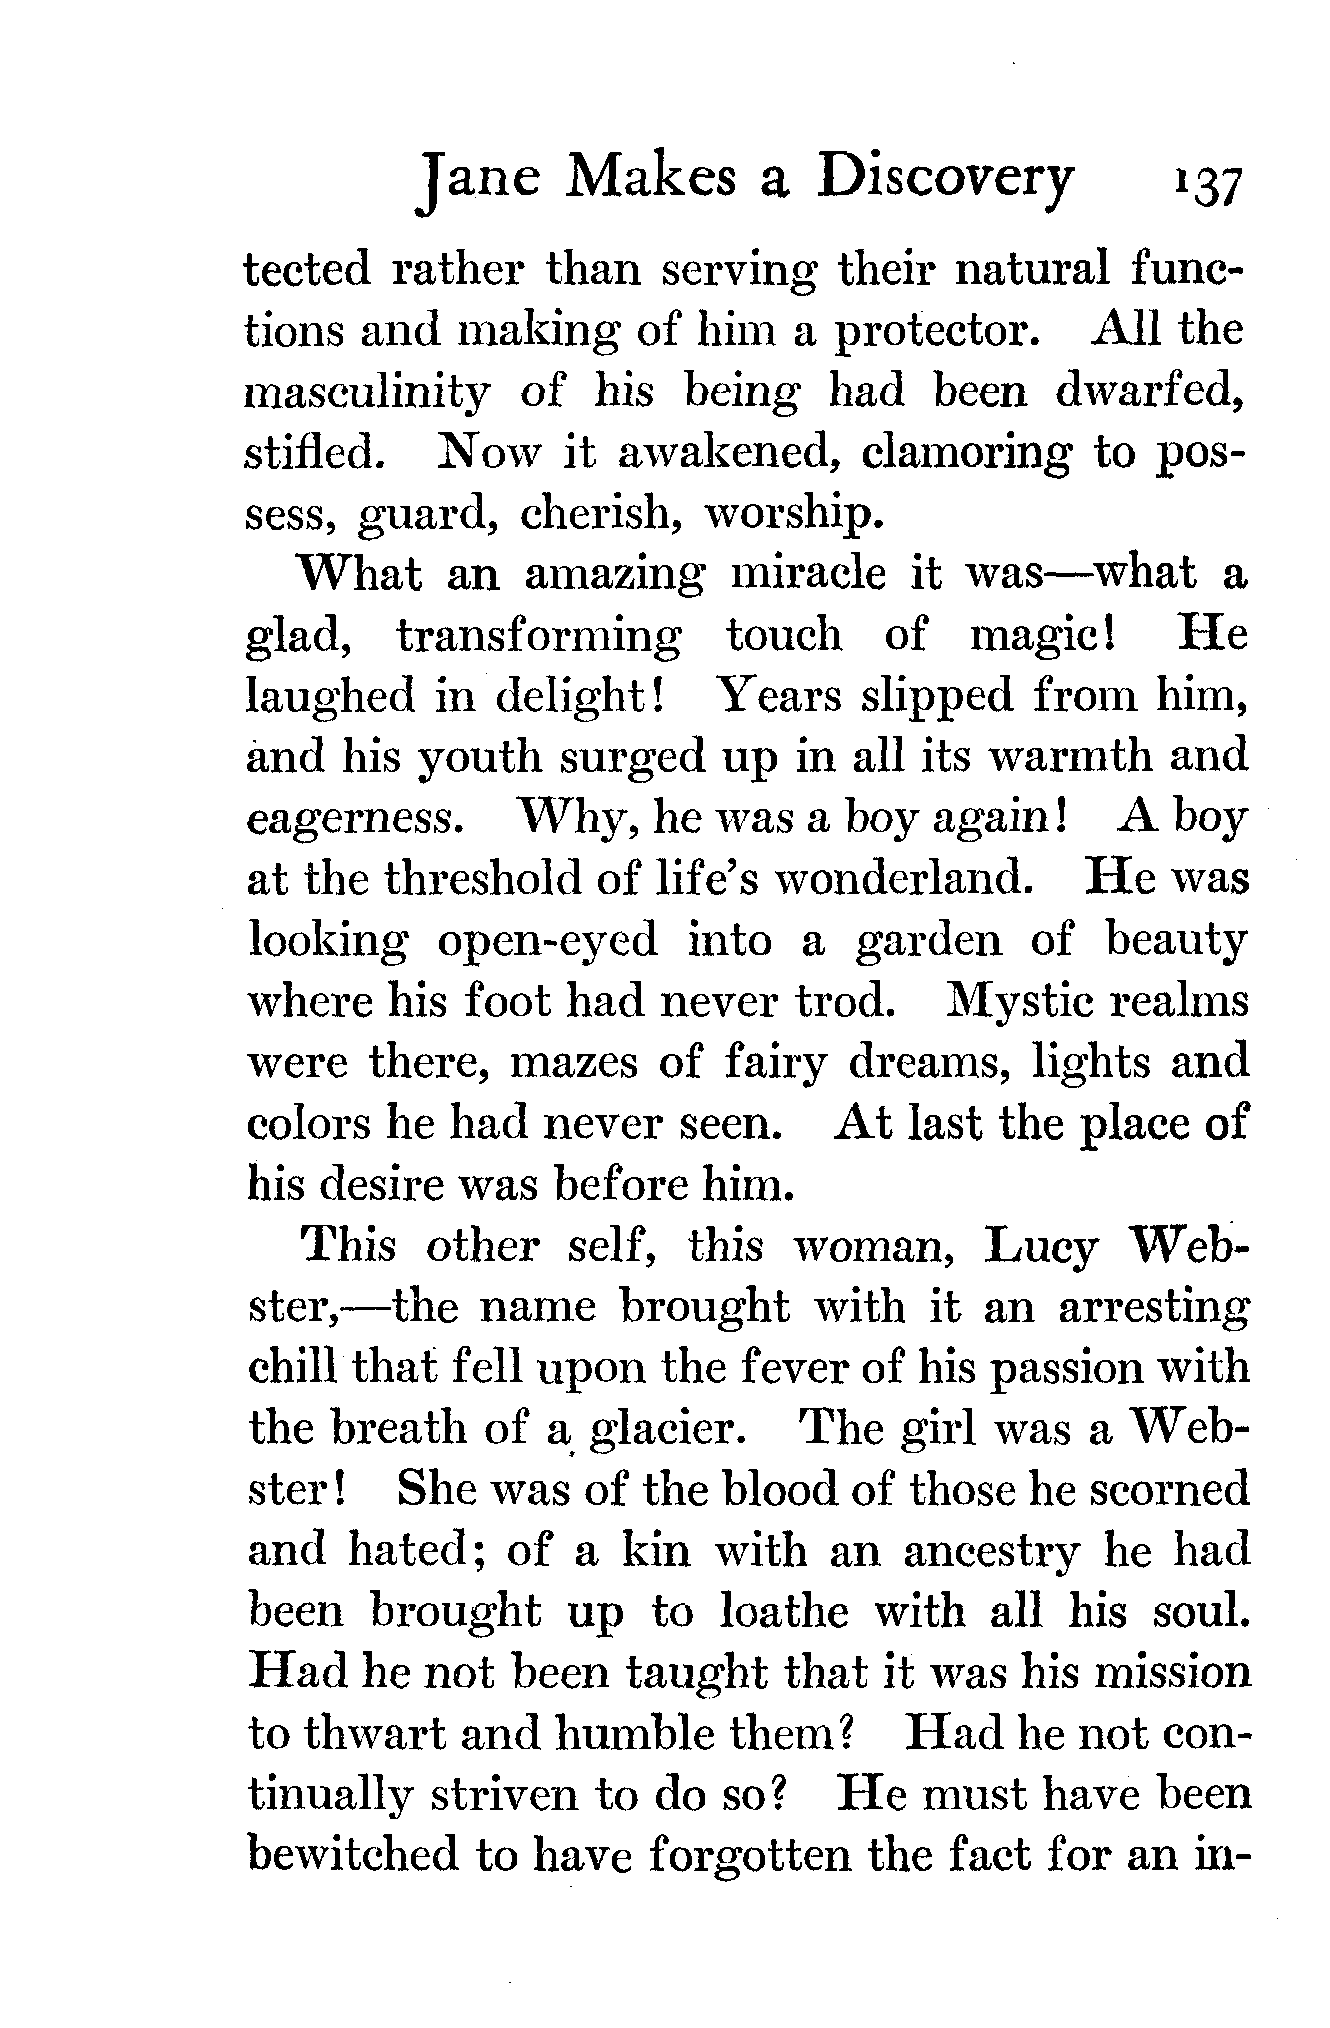 Jane Makes a Discovery 137
tected rather than serving their natural func-
tions and making of him a protector. All the
masculinity of his being had been dwarfed,
stifled. Now it awakened, clamoring to pos-
sess, guard, cherish, worship.
What an amazing miracle it was—what a
glad, transforming touch of magic! He
laughed in delight! Years slipped from him,
and his youth surged up in all its warmth and
eagerness. Why, he was a boy again! A boy
at the threshold of life's wonderland. He was
looking open-eyed into a garden of beauty
where his foot had never trod. Mystic realms
were there, mazes of fairy dreams, lights and
colors he had never seen. At last the place of
his desire was before him.
This other self, this woman, Lucy Web-
ster,—the name brought with it an arresting
chill that fell upon the fever of his passion with
the breath of a glacier. The girl was a Web-
ster! She was of the blood of those he scorned
and hated; of a kin with an ancestry he had
been brought up to loathe with all his soul.
Had he not been taught that it was his mission
to thwart and humble them? Had he not con-
tinually striven to do so? He must have been
bewitched to have forgotten the fact for an in-